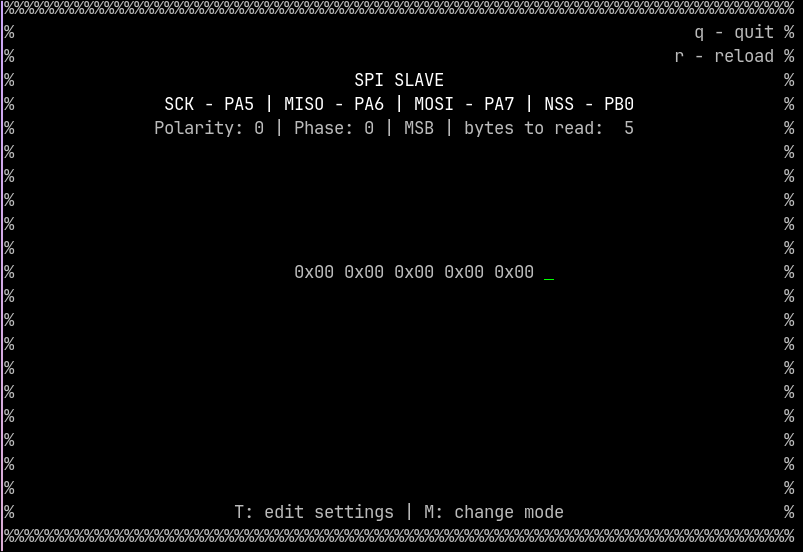 q - quit
r - reload
SPI SLAVE
SCK - PA5 | MISO - PA6 | MOSI - PA7 | NSS - PB0
Polarity: 0 | Phase: 0 | MSB | bytes to read:  5
0x00 0x00 0x00 0x00 0x00 _
T: edit settings | M: change mode